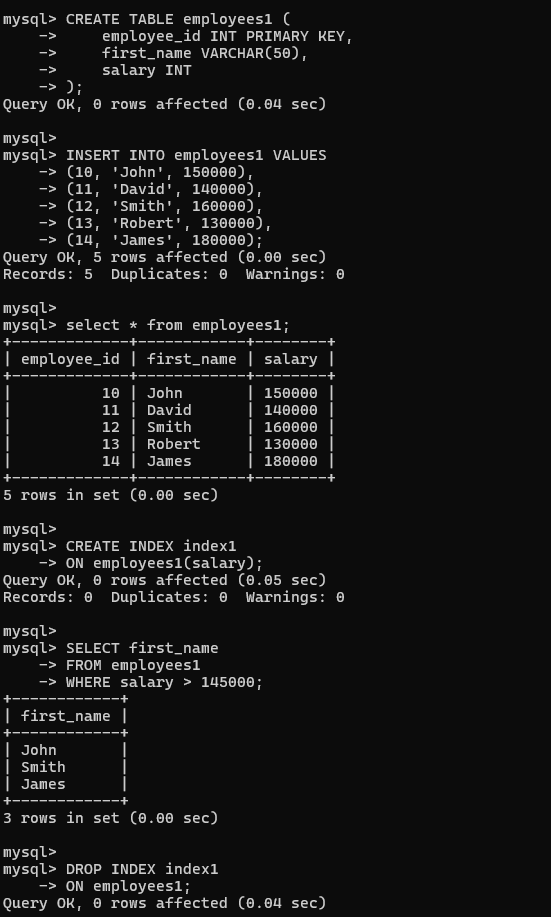 mysql> CREATE TABLE employees1 (
    ->     employee_id INT PRIMARY KEY,
    ->     first_name VARCHAR(50),
    ->     salary INT
    -> );
Query OK, 0 rows affected (0.04 sec)

mysql>
mysql> INSERT INTO employees1 VALUES
    -> (10, 'John', 150000),
    -> (11, 'David', 140000),
    -> (12, 'Smith', 160000),
    -> (13, 'Robert', 130000),
    -> (14, 'James', 180000);
Query OK, 5 rows affected (0.00 sec)
Records: 5  Duplicates: 0  Warnings: 0

mysql>
mysql> select * from employees1;
+-------------+------------+--------+
| employee_id | first_name | salary |
+-------------+------------+--------+
|          10 | John       | 150000 |
|          11 | David      | 140000 |
|          12 | Smith      | 160000 |
|          13 | Robert     | 130000 |
|          14 | James      | 180000 |
+-------------+------------+--------+
5 rows in set (0.00 sec)

mysql>
mysql> CREATE INDEX index1
    -> ON employees1(salary);
Query OK, 0 rows affected (0.05 sec)
Records: 0  Duplicates: 0  Warnings: 0

mysql>
mysql> SELECT first_name
    -> FROM employees1
    -> WHERE salary > 145000;
+------------+
| first_name |
+------------+
| John       |
| Smith      |
| James      |
+------------+
3 rows in set (0.00 sec)

mysql>
mysql> DROP INDEX index1
    -> ON employees1;
Query OK, 0 rows affected (0.04 sec)